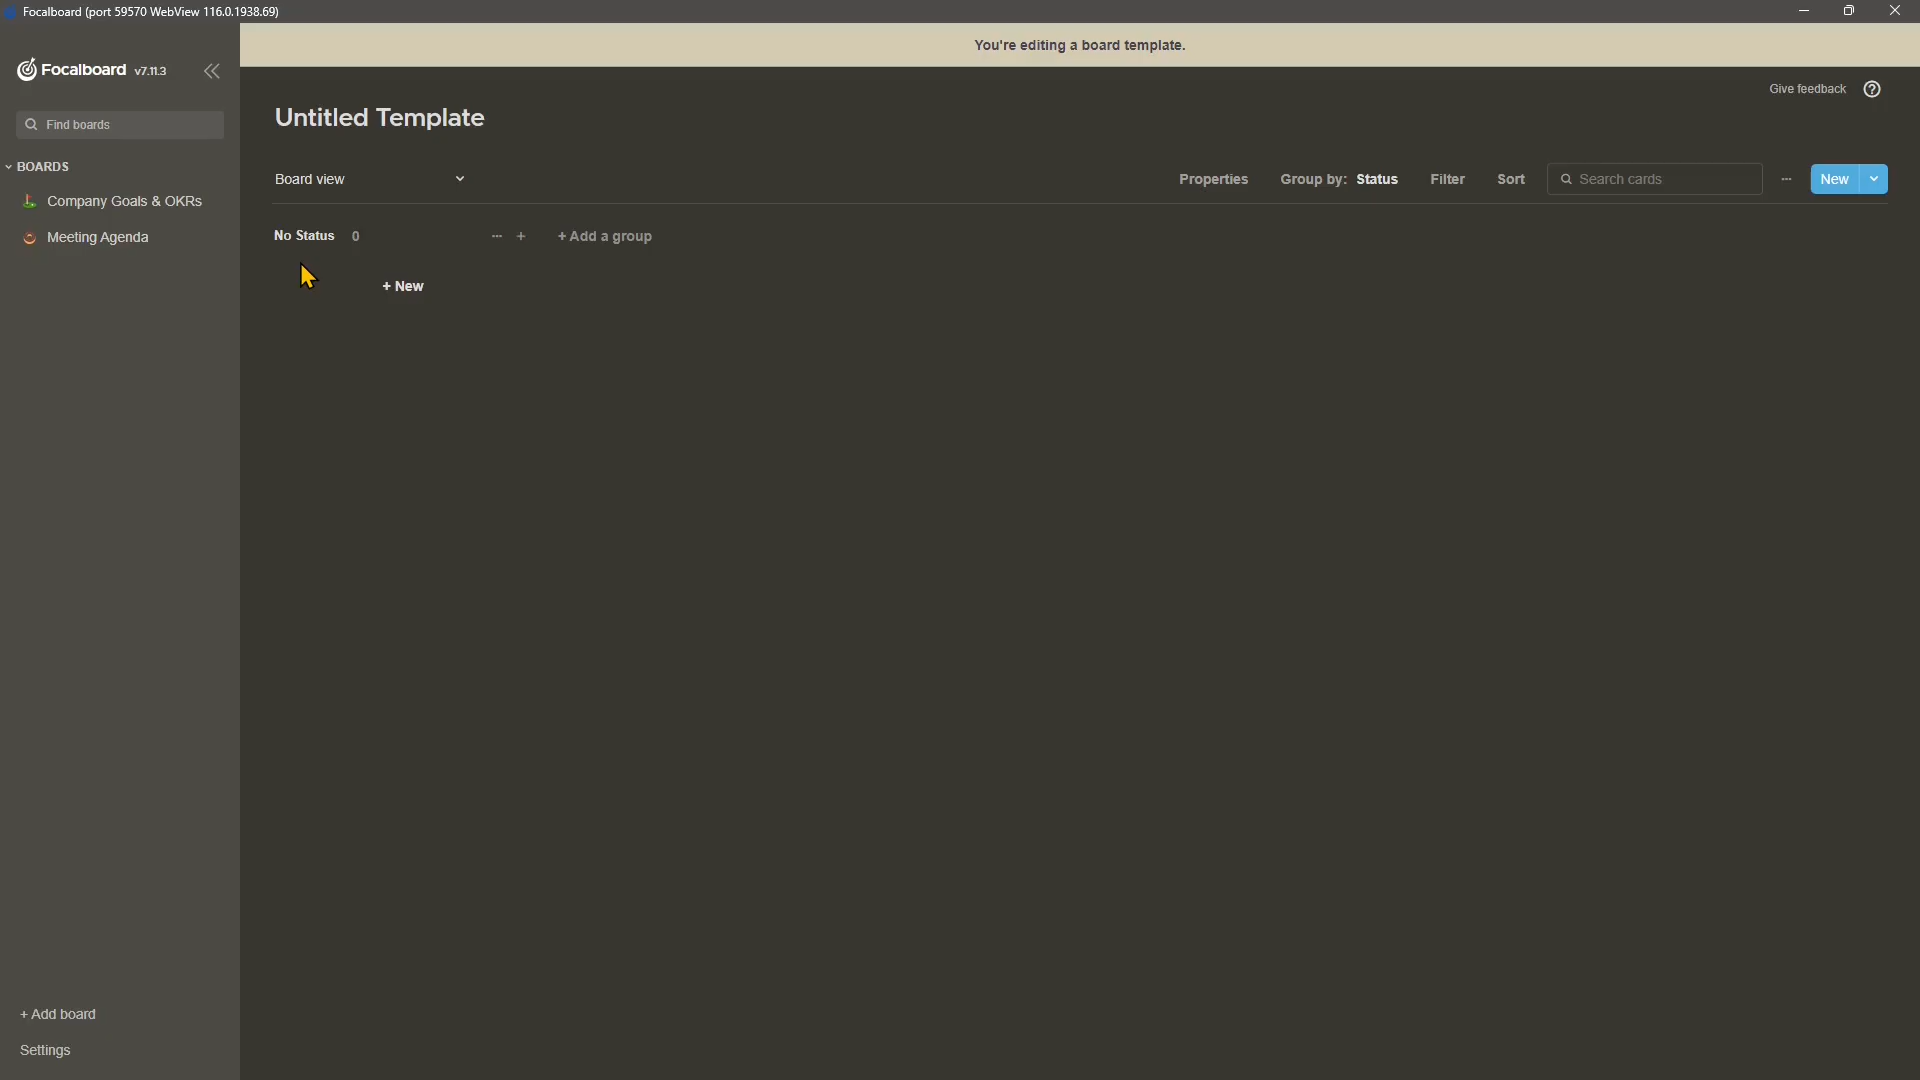 Focalboard (port 59570 WebView 116.0.1938.69)
You're editing a board template.
Focalboard v7.11.3
Give feedback
Untitled Template
Find boards
BOARDS
Board view
Properties
Group by: Status
Filter
Sort
Search cards
New
Company Goals & OKRs
No Status 0
+ Add a group
Meeting Agenda
+ New
+ Add board
Settings